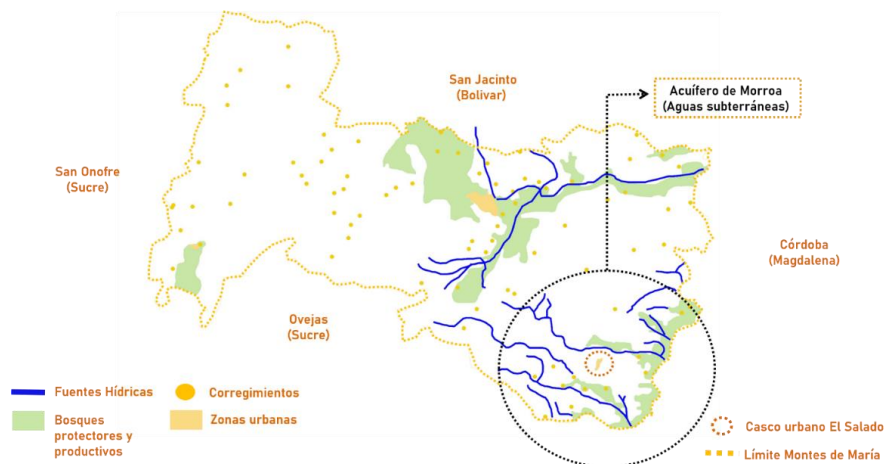 San Jacinto
(Bolivar)
Acuífero de Morroa
(Aguas subterráneas)
San Onofre
(Sucre)
Córdoba
(Magdalena)
Ovejas
(Sucre)
Fuentes Hídricas
Corregimientos
Bosques
protectores y
productivos
Zonas urbanas
Casco urbano El Salado
Límite Montes de María